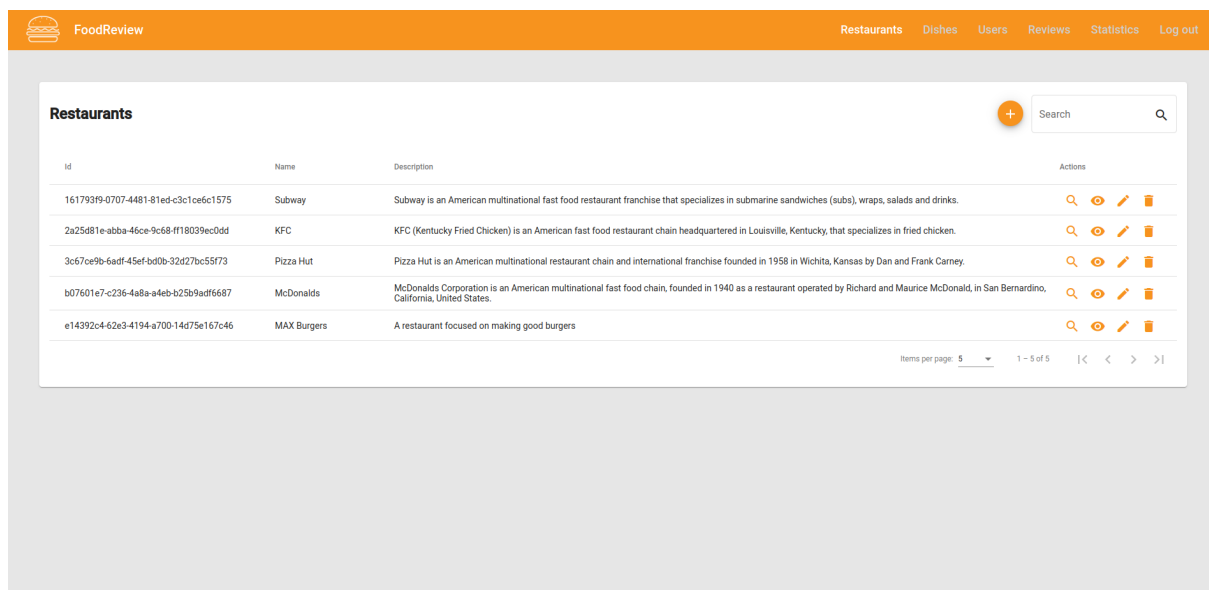 FoodReview Restaurants Dishes Users Reviews Statistics Log out
Restaurants Search
Id Name Description Actions
161793f9-0707-4481-81ed-c3c1ce6c1575 Subway Subway is an American multinational fast food restaurant franchise that specializes in submarine sandwiches (subs), wraps, salads and drinks.
2a25d81e-abba-46ce-9c68-ff18039ec0dd KFC KFC (Kentucky Fried Chicken) is an American fast food restaurant chain headquartered in Louisville, Kentucky, that specializes in fried chicken.
3c67ce9b-6adf-45ef-bd0b-32d27bc55f73 Pizza Hut Pizza Hut is an American multinational restaurant chain and international franchise founded in 1958 in Wichita, Kansas by Dan and Frank Carney.
b07601e7-c236-4a8a-a4eb-b25b9adf6687 McDonalds McDonalds Corporation is an American multinational fast food chain, founded in 1940 as a restaurant operated by Richard and Maurice McDonald, in San Bernardino,
California, United States.
e14392c4-62e3-4194-a700-14d75e167c46 MAX Burgers A restaurant focused on making good burgers
Items per page: 5 1 – 5 of 5